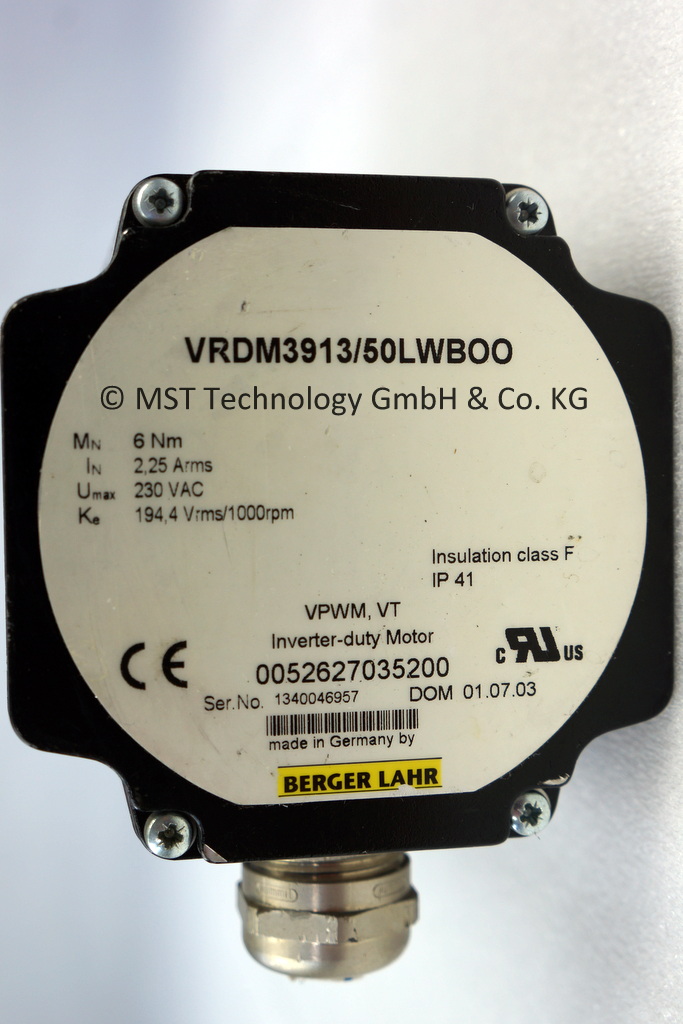 VRDM3913/50LWBOO
© MST Technology GmbH & Co. KG
MN 6 Nm
IN 2,25 Arms
Umax 230 VAC
Ke 194,4 Vrms/1000rpm
Insulation class F
IP 41
VPWM, VT
Inverter-duty Motor
CE
0052627035200
c RU US
Ser.No. 1340046957 DOM 01.07.03
made in Germany by
BERGER LAHR